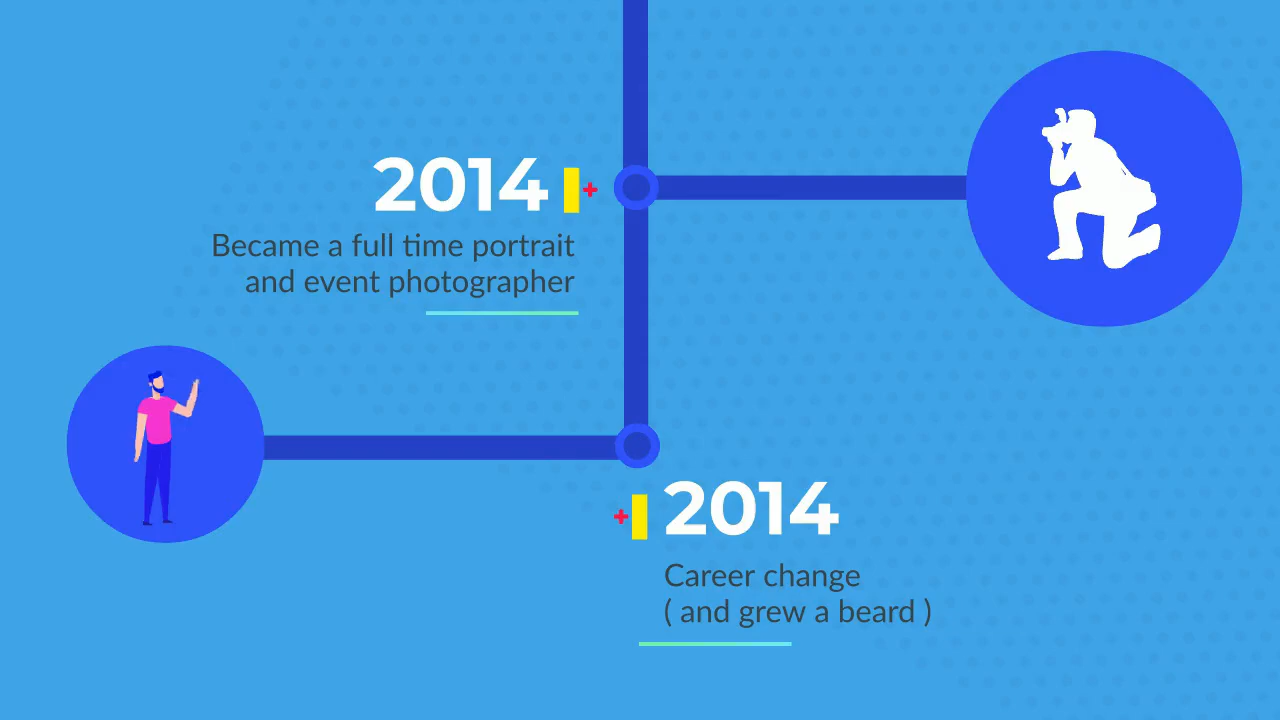 2014
Became a full time portrait
and event photographer
2014
Career change
( and grew a beard )